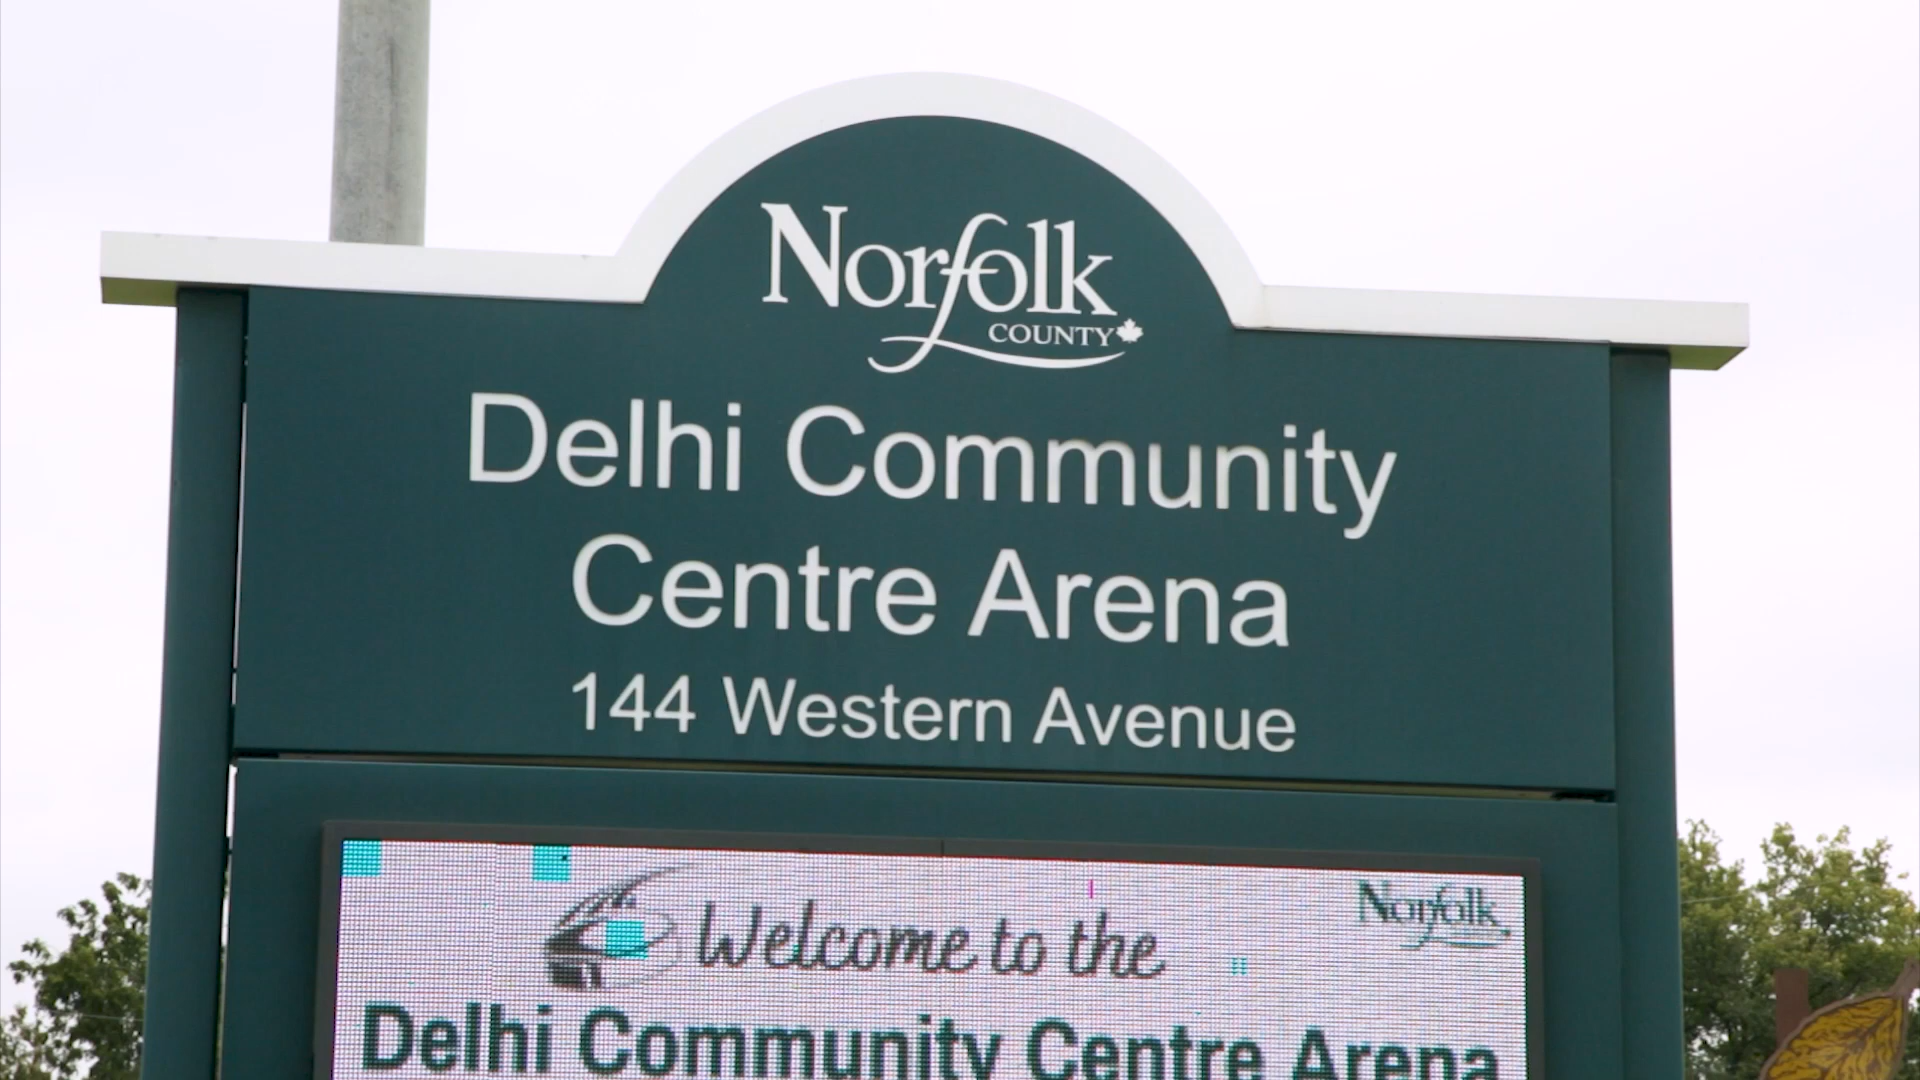 Norfolk
COUNTY
Delhi Community
Centre Arena
144 Western Avenue
Welcome to the
Norfolk
Delhi Community Centre Arena